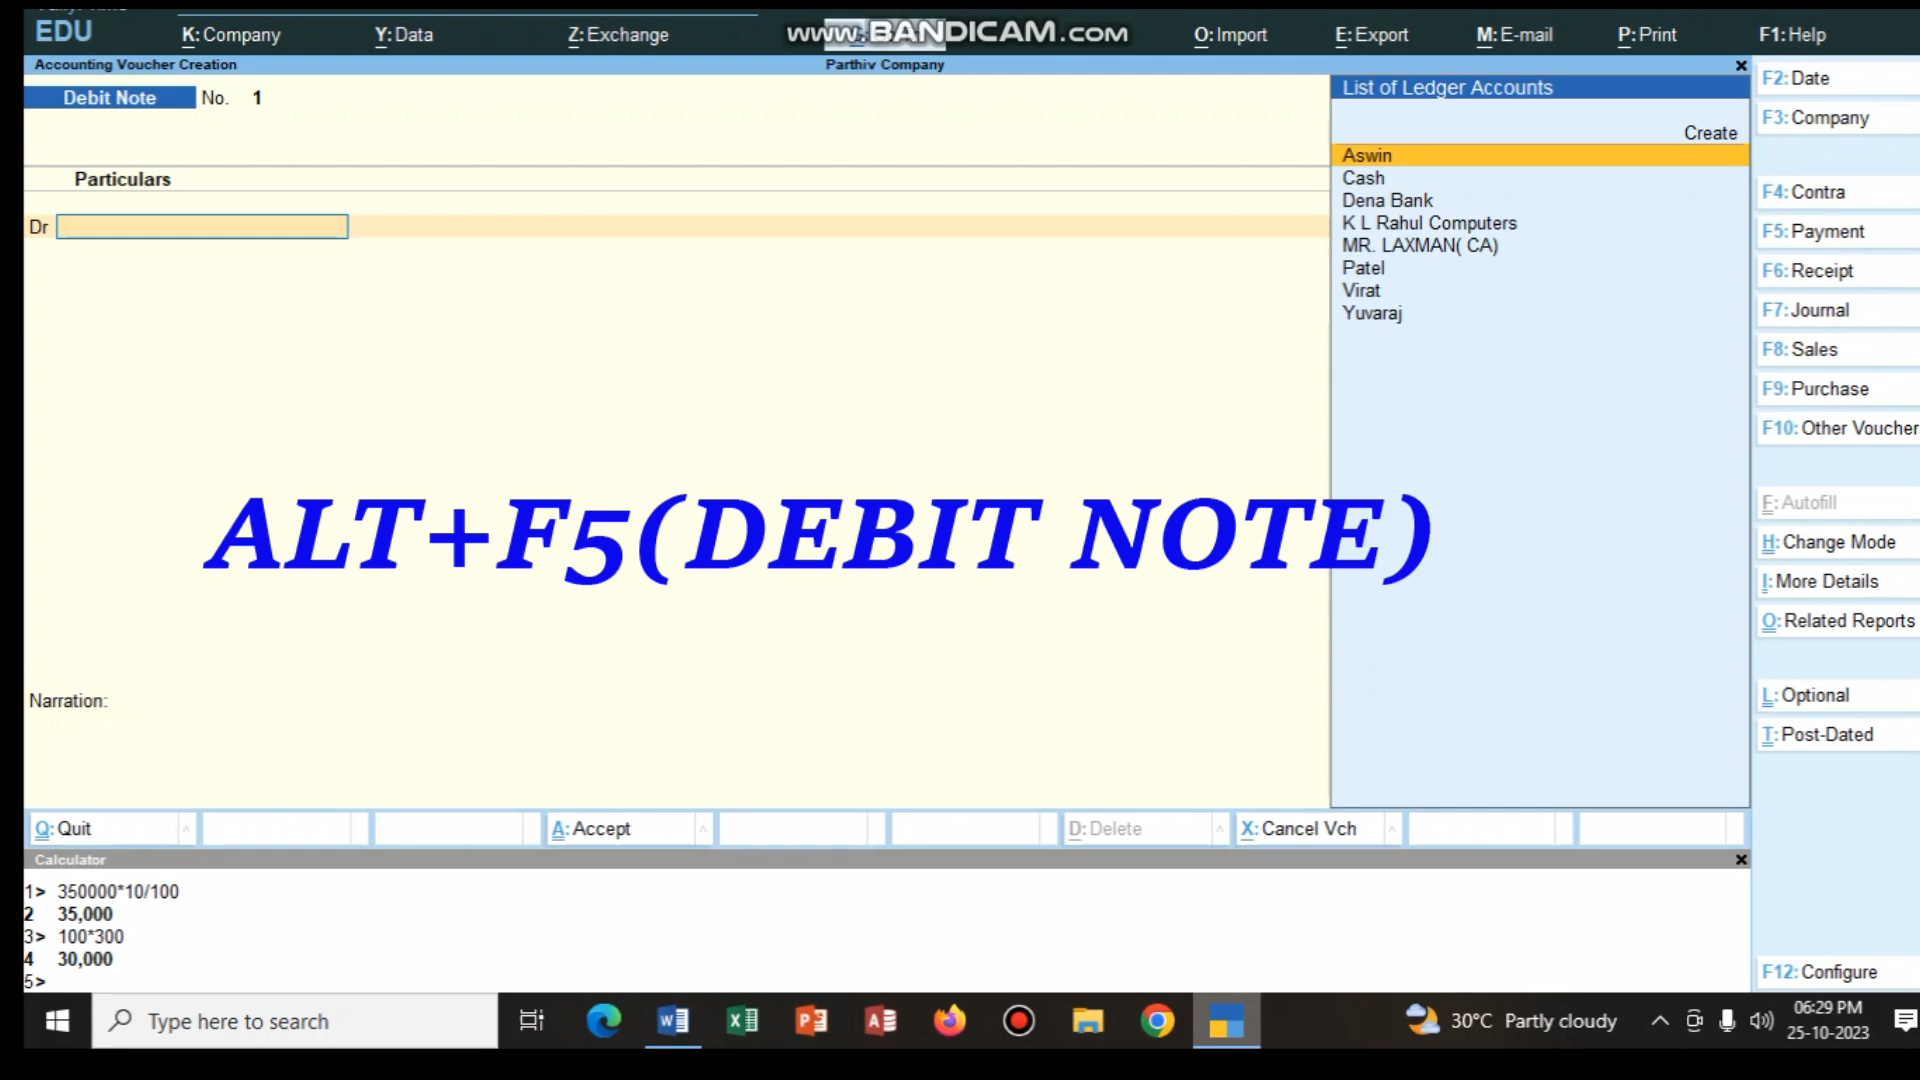 EDU
K:Company
Y:Data
Z:Exchange
www.BANDICAM.com
O:Import
E:Export
M:E-mail
P:Print
F1:Help
Accounting Voucher Creation
Parthiv Company
Debit Note No. 1
Particulars
Dr
Narration:
List of Ledger Accounts
Create
Aswin
Cash
Dena Bank
K L Rahul Computers
MR. LAXMAN( CA)
Patel
Virat
Yuvaraj
F2:Date
F3:Company
F4:Contra
F5:Payment
F6:Receipt
F7:Journal
F8:Sales
F9:Purchase
F10:Other Voucher
F:Autofill
H:Change Mode
I:More Details
O:Related Reports
L:Optional
T:Post-Dated
F12:Configure
ALT+F5(DEBIT NOTE)
Q:Quit
A:Accept
D:Delete
X:Cancel Vch
Calculator
1> 350000*10/100
2 35,000
3> 100*300
4 30,000
5>
Type here to search
30°C Partly cloudy
06:29 PM
25-10-2023